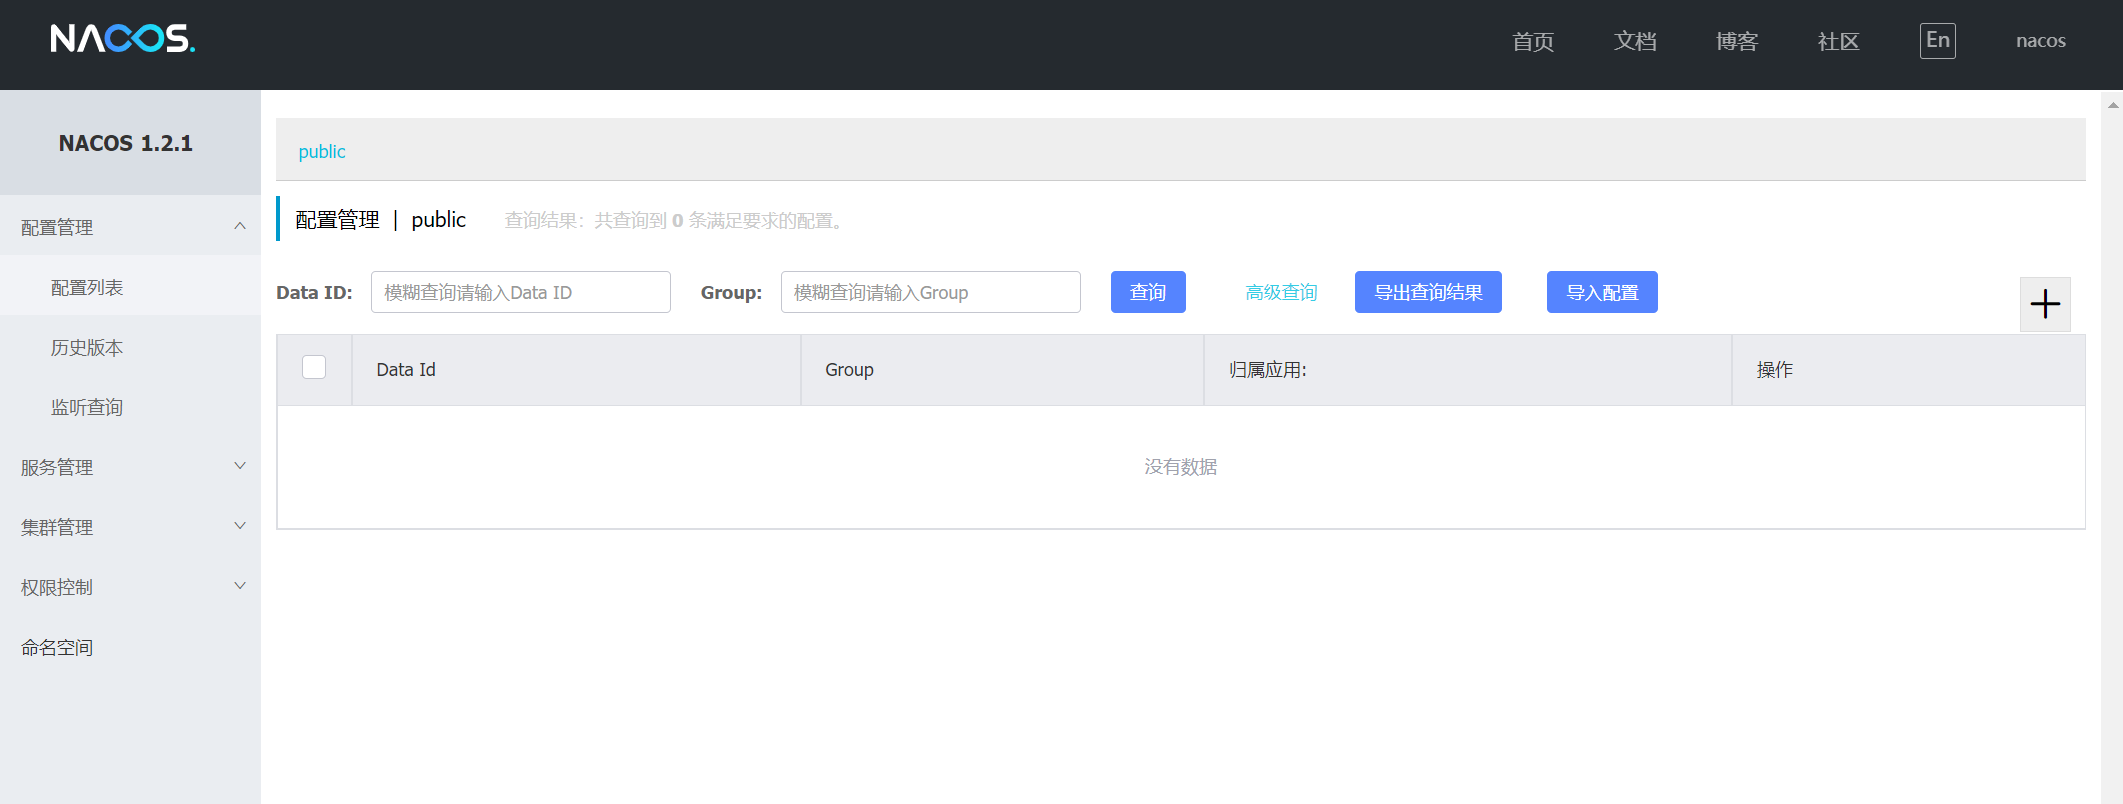 NACOS.
首页 文档 博客 社区 En nacos
NACOS 1.2.1
配置管理
配置列表
历史版本
监听查询
服务管理
集群管理
权限控制
命名空间
public
配置管理 | public 查询结果：共查询到 0 条满足要求的配置。
Data ID: 模糊查询请输入Data ID Group: 模糊查询请输入Group 查询 高级查询 导出查询结果 导入配置
Data Id Group 归属应用: 操作
没有数据